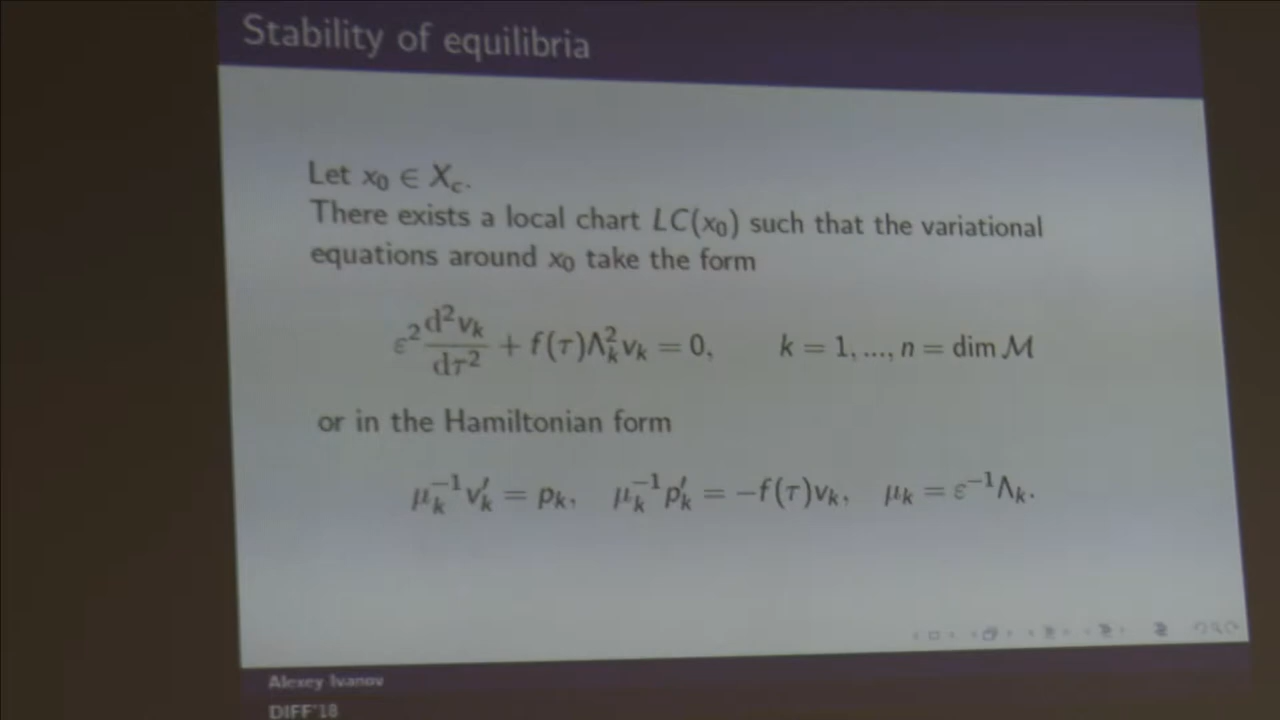 Stability of equilibria
Let x₀ ∈ X_c.
There exists a local chart LC(x₀) such that the variational
equations around x₀ take the form
ε² d²v_k/dτ² + f(τ)Λ_k² v_k = 0, k = 1, ..., n = dim M
or in the Hamiltonian form
μ_k⁻¹ v′_k = p_k, μ_k⁻¹ p′_k = −f(τ)v_k, μ_k = ε⁻¹Λ_k.
Alexey Ivanov
DIFF'18